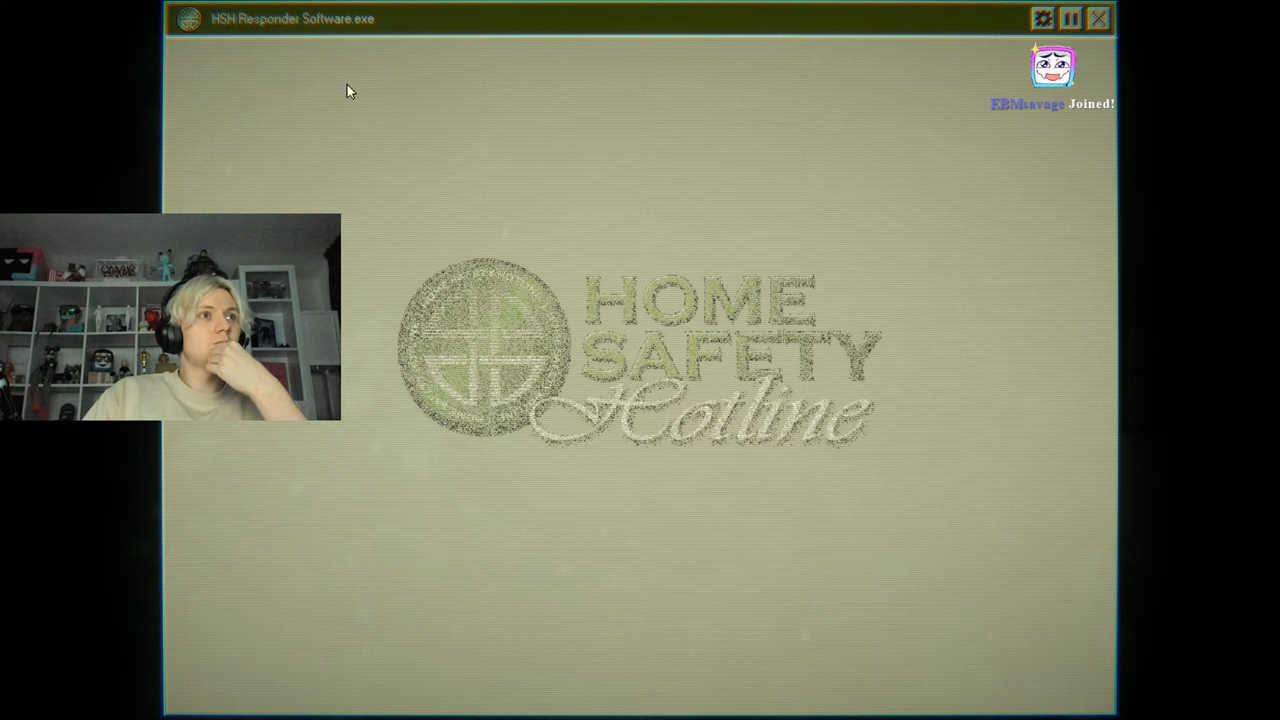 HSH Responder Software.exe
EBMsavage Joined!
HOME
SAFETY
Hotline